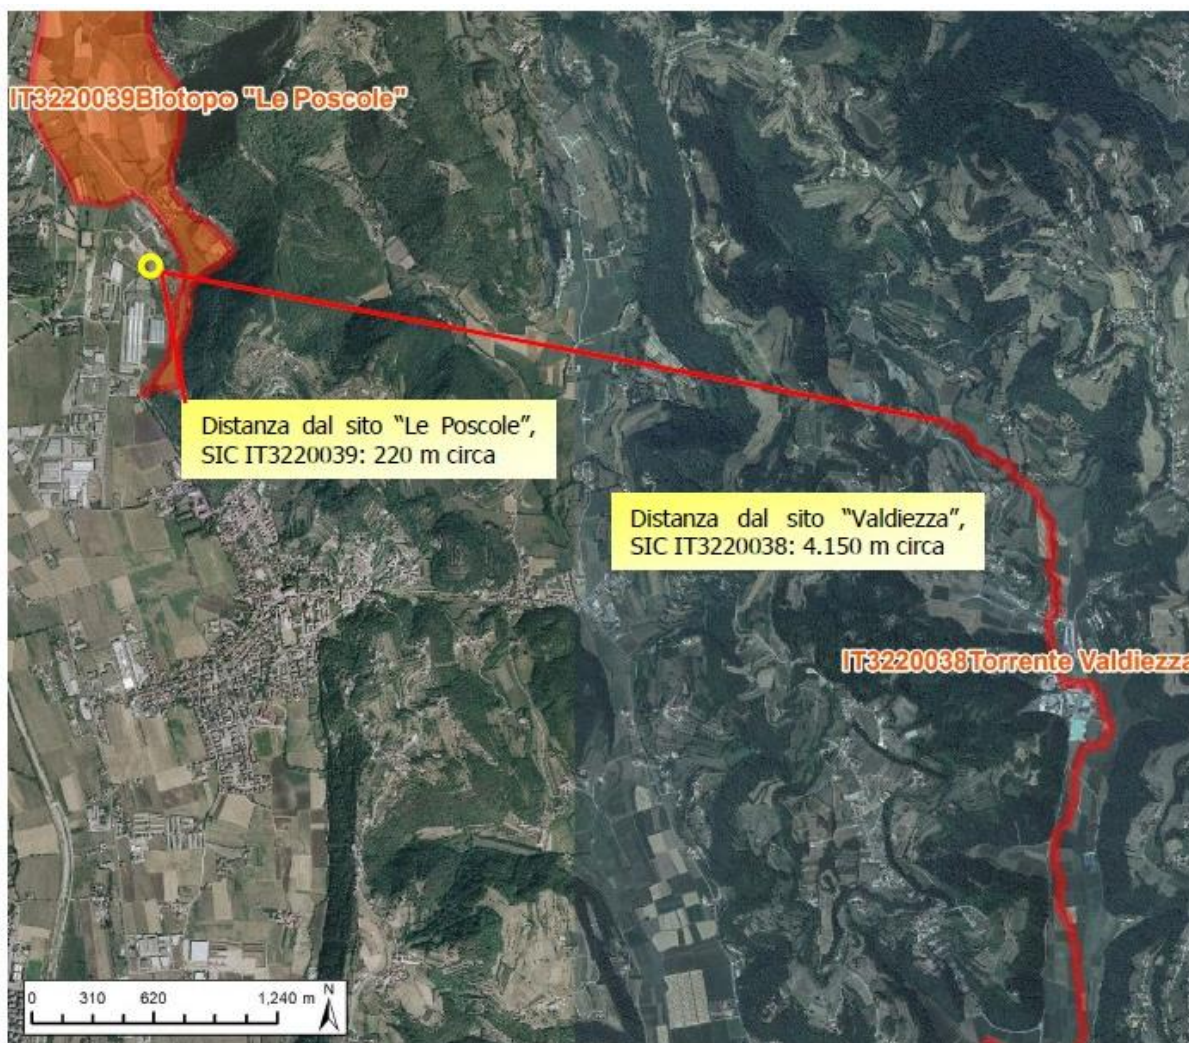 IT3220039Biotopo "Le Poscole"
Distanza dal sito “Le Poscole”,
SIC IT3220039: 220 m circa
Distanza dal sito “Valdiezza”,
SIC IT3220038: 4.150 m circa
IT3220038Torrente Valdiezza
0 310 620 1,240 m N